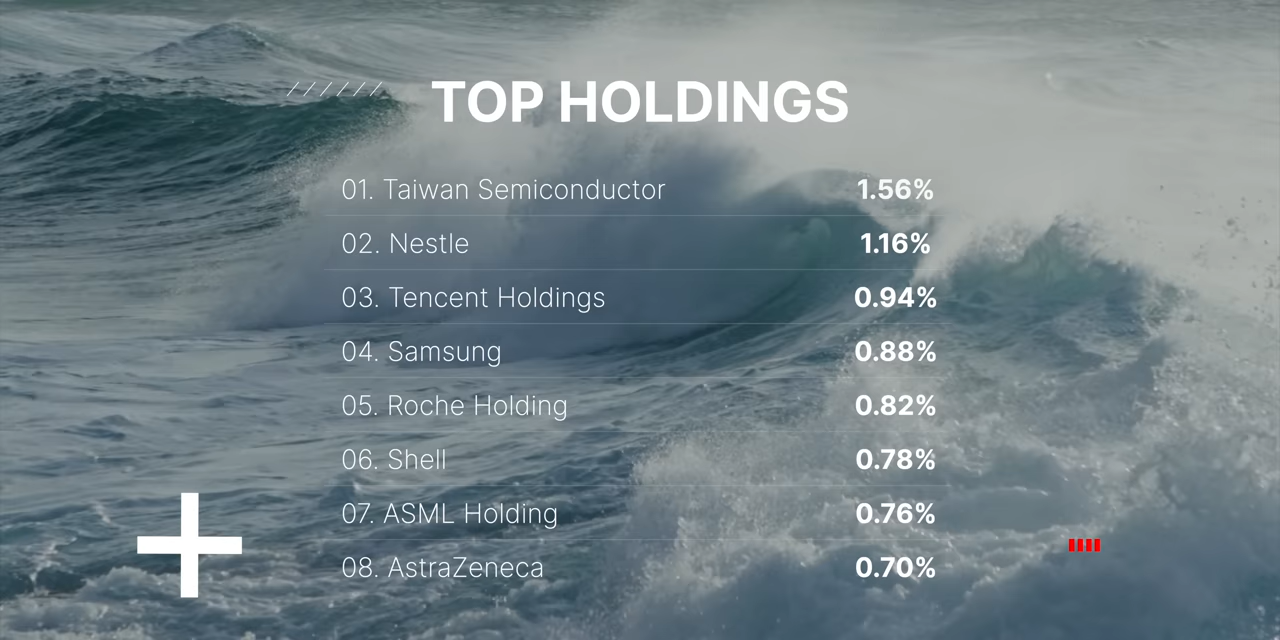 TOP HOLDINGS
01. Taiwan Semiconductor 1.56%
02. Nestle 1.16%
03. Tencent Holdings 0.94%
04. Samsung 0.88%
05. Roche Holding 0.82%
06. Shell 0.78%
07. ASML Holding 0.76%
08. AstraZeneca 0.70%